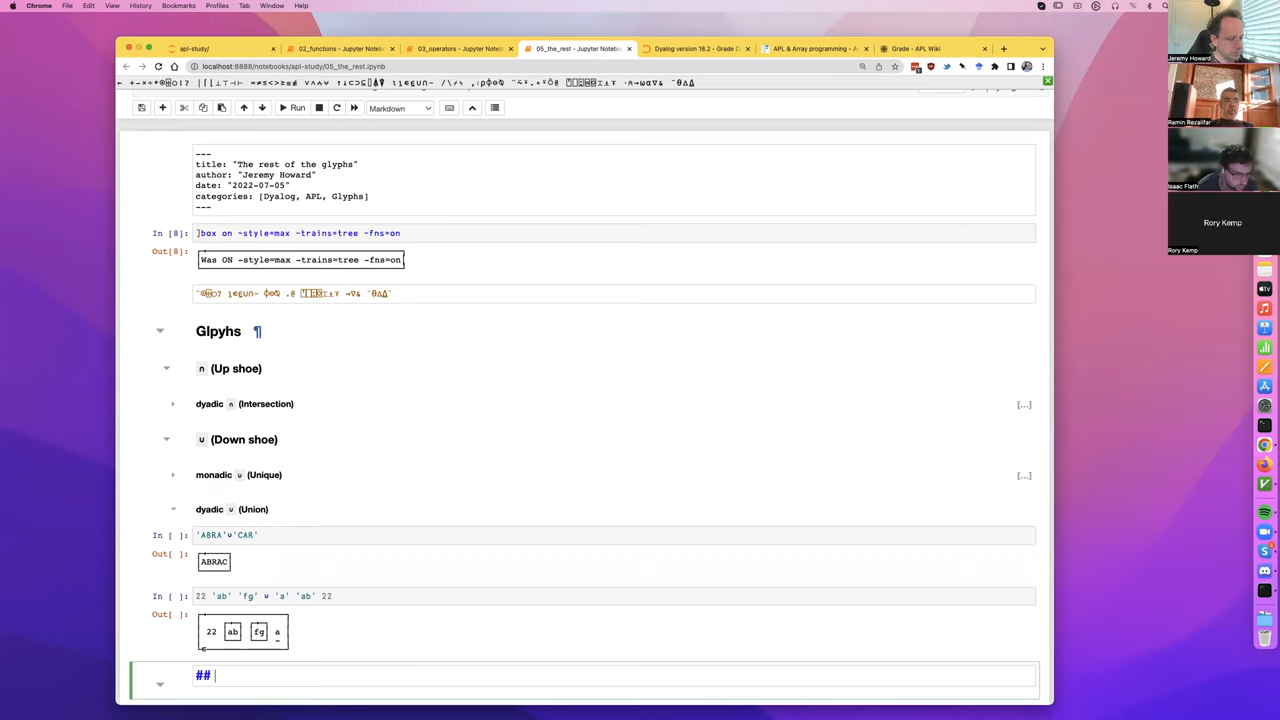 Chrome File Edit View History Bookmarks Profiles Tab Window Help
apl-study/
02_functions - Jupyter Noteb
03_operators - Jupyter Noteb
05_the_rest - Jupyter Noteb
Dyalog version 18.2 - Grade D
APL & Array programming - A
Grade - APL Wiki
localhost:8888/notebooks/apl-study/05_the_rest.ipynb
Run
Markdown
---
title: "The rest of the glyphs"
author: "Jeremy Howard"
date: "2022-07-05"
categories: [Dyalog, APL, Glyphs]
---
In [8]: ]box on -style=max -trains=tree -fns=on
Out[8]: Was ON -style=max -trains=tree -fns=on
Glpyhs ¶
∩ (Up shoe)
dyadic ∩ (Intersection)
[...]
∪ (Down shoe)
monadic ∪ (Unique)
[...]
dyadic ∪ (Union)
In [ ]: 'ABRA'∪'CAR'
Out[ ]: ABRAC
In [ ]: 22 'ab' 'fg' ∪ 'a' 'ab' 22
Out[ ]: 22 ab fg a
##
Jeremy Howard
Ramin Rezaiifar
Isaac Flath
Rory Kemp
Rory Kemp
tv